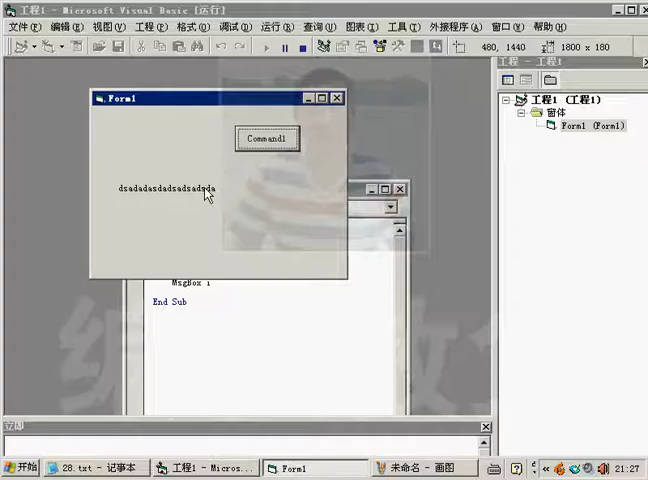 工程1 - Microsoft Visual Basic [运行]
文件(F) 编辑(E) 视图(V) 工程(P) 格式(O) 调试(D) 运行(R) 查询(U) 图表(I) 工具(T) 外接程序(A) 窗口(W) 帮助(H)
480, 1440 1800 x 180
工程 - 工程1
工程1 (工程1)
窗体
Form1 (Form1)
Form1
Command1
MsgBox i
End Sub
立即
开始 28.txt - 记事本 工程1 - Micros... Form1 未命名 - 画图 21:27